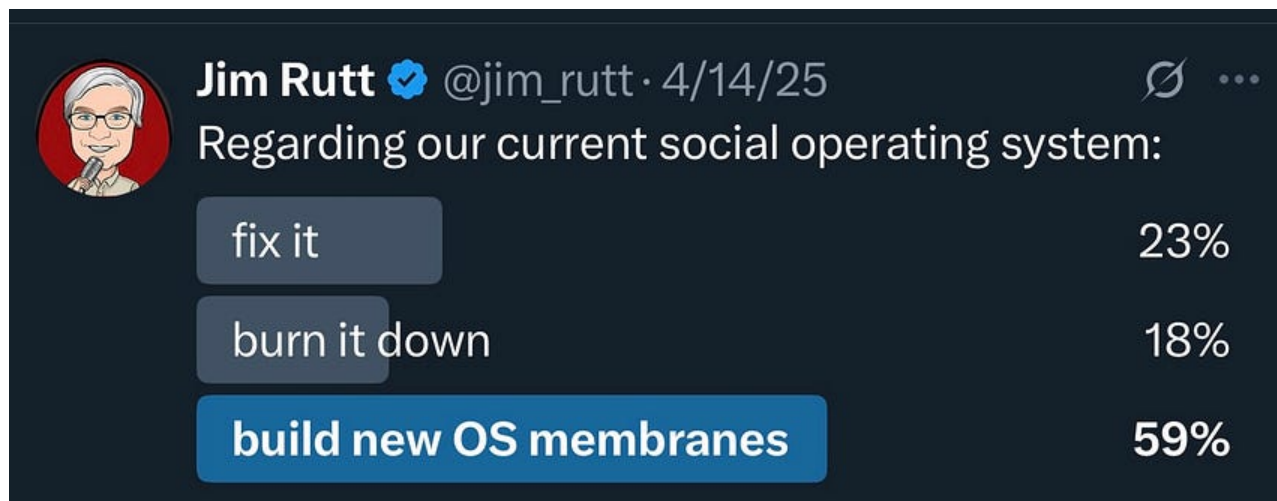 Jim Rutt @jim_rutt · 4/14/25
Regarding our current social operating system:
fix it 23%
burn it down 18%
build new OS membranes 59%